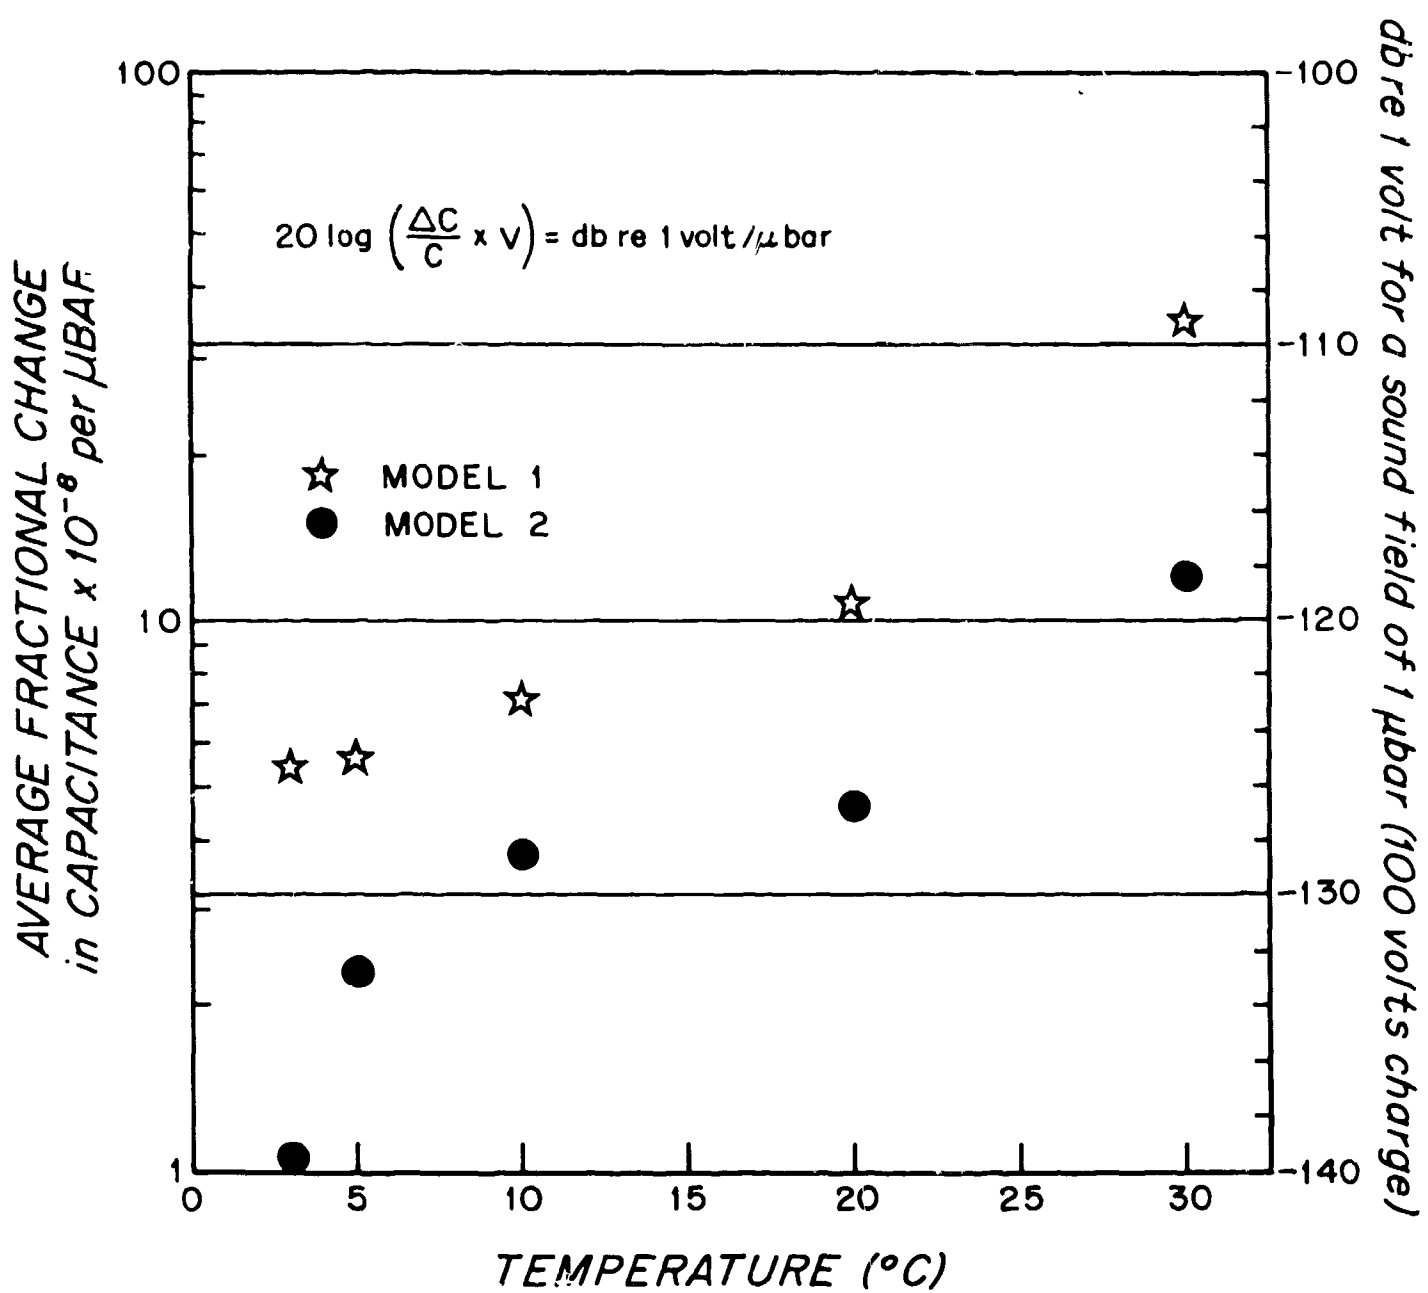 db re 1 volt for a sound field of 1 μbar (100 volts charge)
AVERAGE FRACTIONAL CHANGE
in CAPACITANCE x 10⁻⁸ per μBAR
100
10
1
20 log (ΔC/C x V) = db re 1 volt/μbar
☆ MODEL 1
● MODEL 2
-100
-110
-120
-130
-140
0 5 10 15 20 25 30
TEMPERATURE (°C)